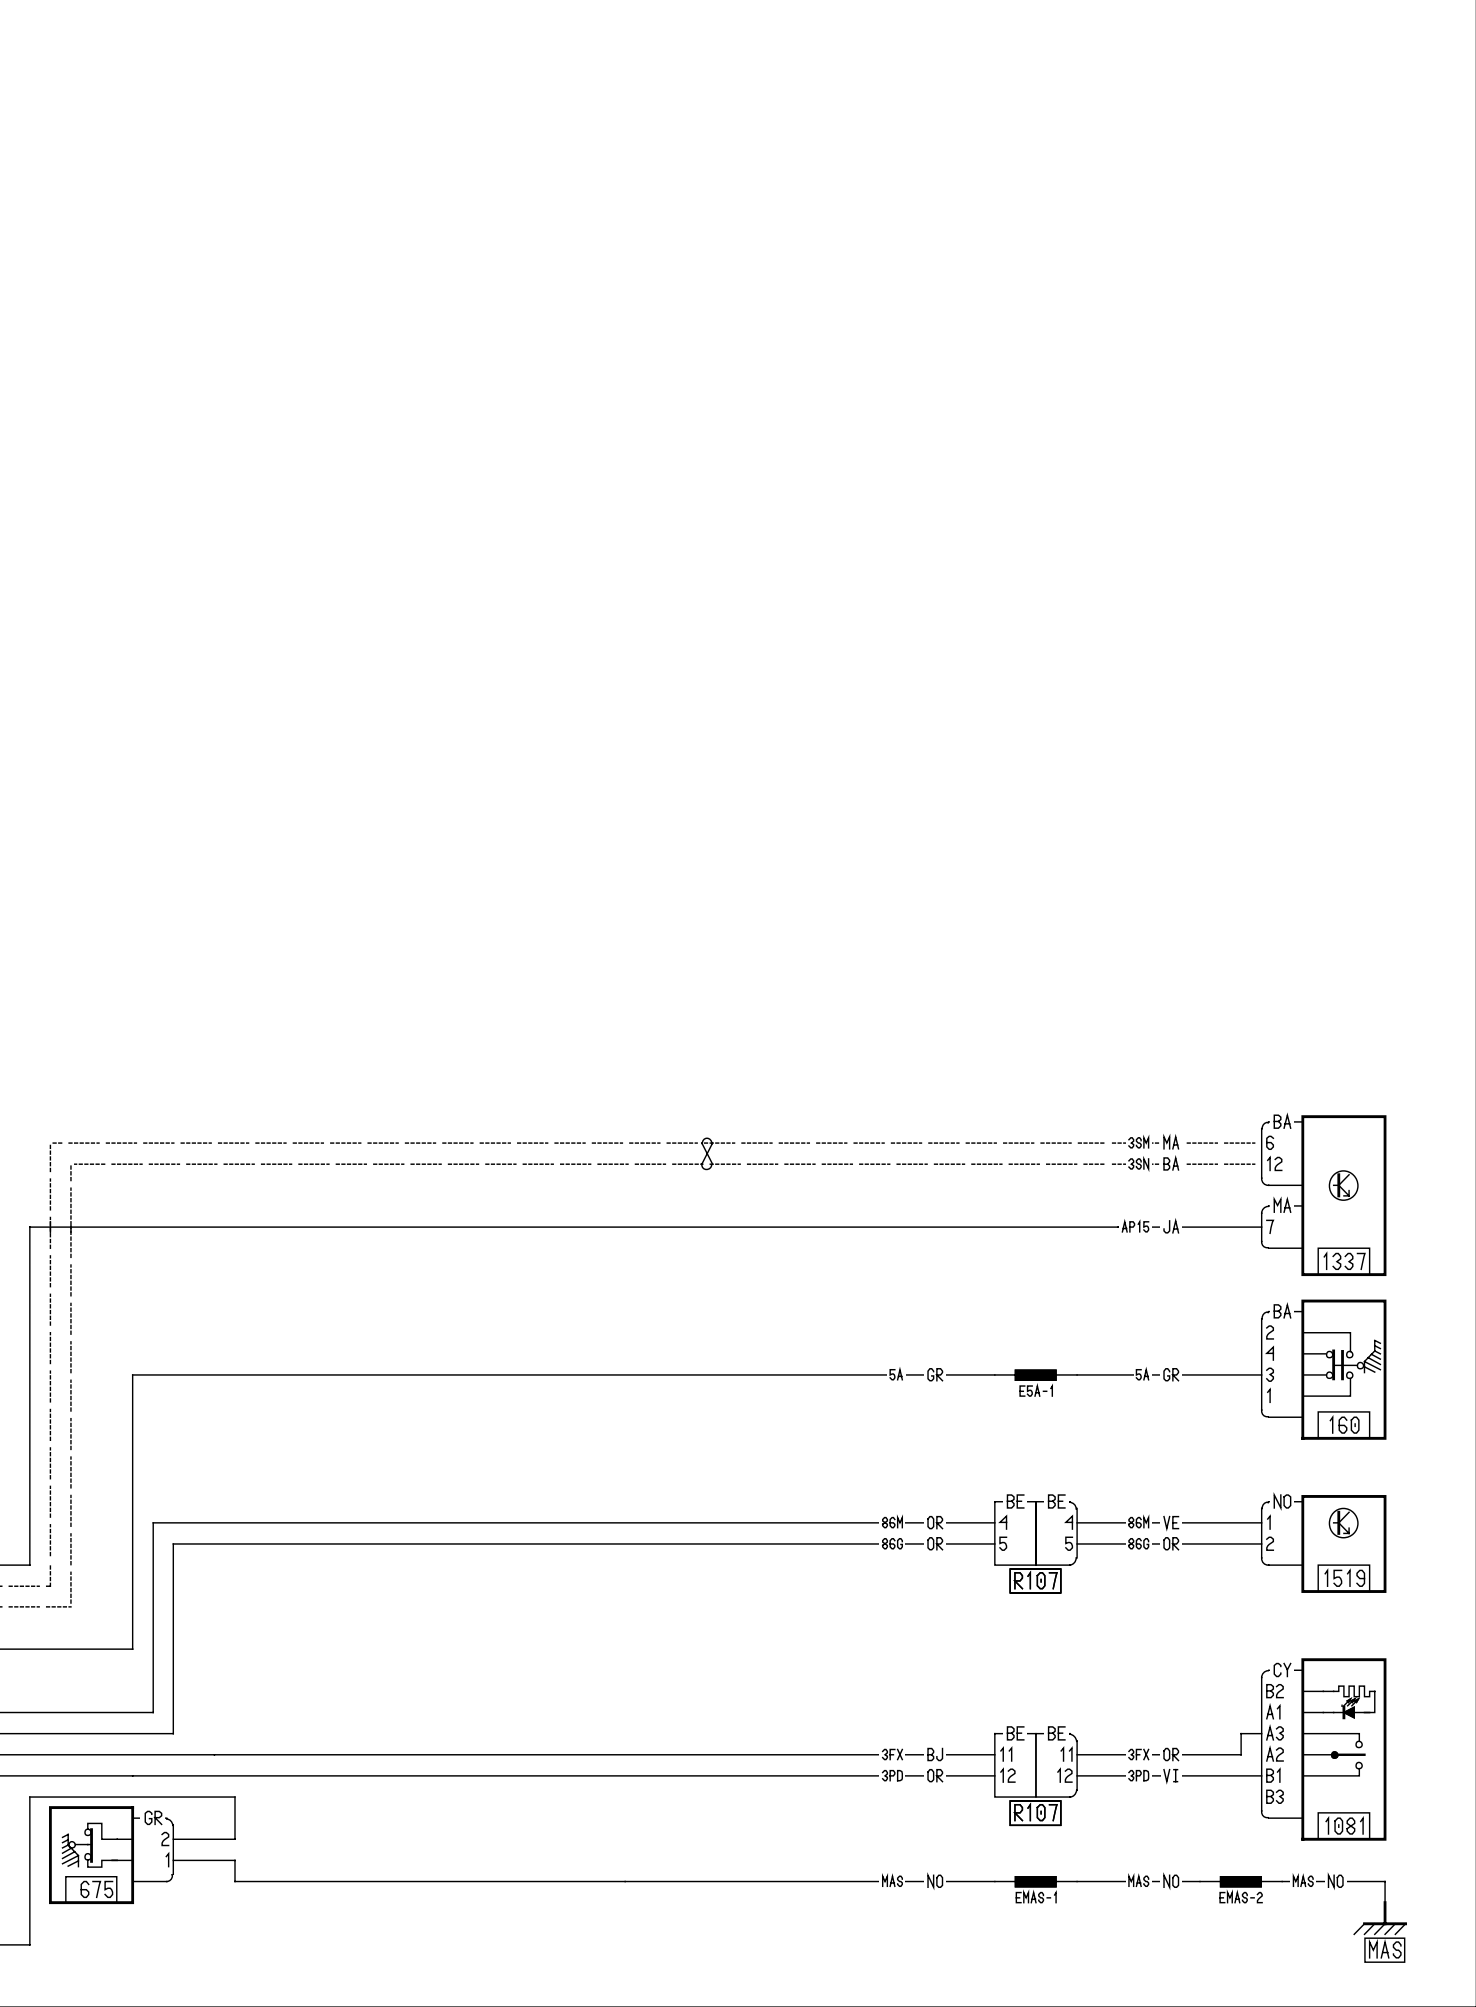 BA
3SM MA 6
3SN BA 12
MA
AP15 JA 7
1337
BA
2
4
5A GR 5A GR 3
E5A-1
1
160
BE BE NO
86M OR 4 4 86M VE 1
86G OR 5 5 86G OR 2
R107 1519
CY
B2
A1
BE BE A3
3FX BJ 11 11 3FX OR A2
3PD OR 12 12 3PD VI B1
B3
R107
GR 1081
2
1
675 MAS NO MAS NO MAS NO
EMAS-1 EMAS-2
MAS